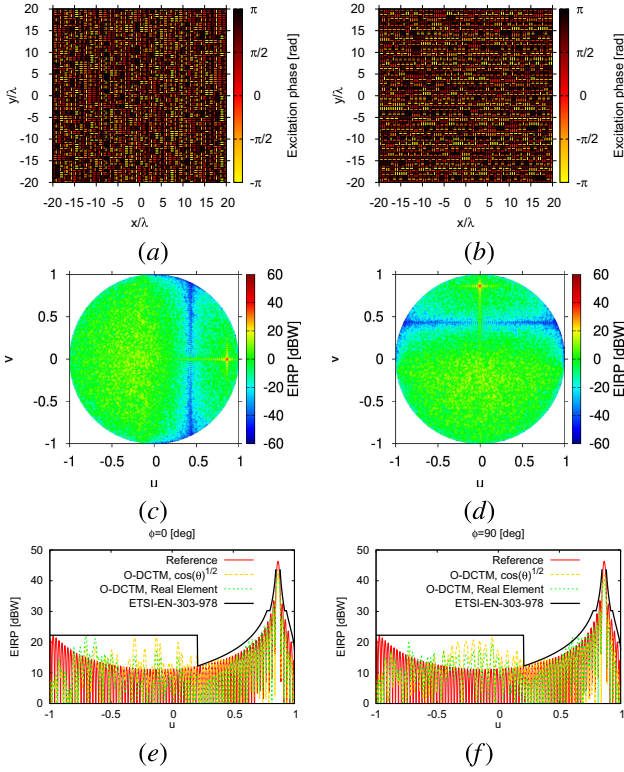 20
15
10
5
0
-5
-10
-15
-20
y/λ
-20 -15 -10 -5 0 5 10 15 20
x/λ
π
π/2
0
-π/2
-π
Excitation phase [rad]
(a)
20
15
10
5
0
-5
-10
-15
-20
y/λ
-20 -15 -10 -5 0 5 10 15 20
x/λ
π
π/2
0
-π/2
-π
Excitation phase [rad]
(b)
1
0.5
0
-0.5
-1
v
-1 -0.5 0 0.5 1
u
60
40
20
0
-20
-40
-60
EIRP [dBW]
(c)
1
0.5
0
-0.5
-1
v
-1 -0.5 0 0.5 1
u
60
40
20
0
-20
-40
-60
EIRP [dBW]
(d)
ϕ=0 [deg]
50
40
30
20
10
0
EIRP [dBW]
Reference
O-DCTM, cos(θ)^1/2
O-DCTM, Real Element
ETSI-EN-303-978
-1 -0.5 0 0.5 1
u
(e)
ϕ=90 [deg]
50
40
30
20
10
0
EIRP [dBW]
Reference
O-DCTM, cos(θ)^1/2
O-DCTM, Real Element
ETSI-EN-303-978
-1 -0.5 0 0.5 1
u
(f)